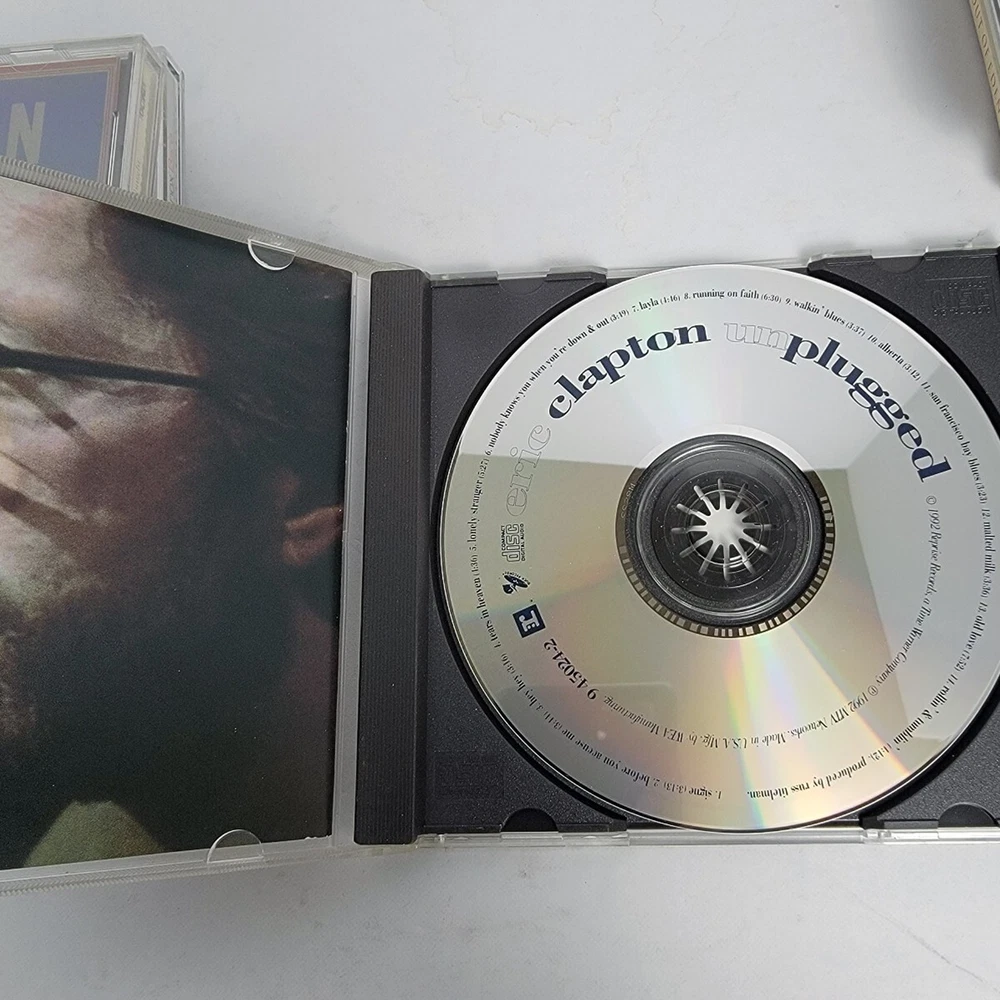 N
OUT OF
eric clapton unplugged
1. signe (3:13) 2. before you accuse me (3:44) 3. hey hey (3:16) 4. tears in heaven (4:36) 5. lonely stranger (5:27) 6. nobody knows you when you're down & out (3:49) 7. layla (4:46) 8. running on faith (6:30) 9. walkin' blues (3:37) 10. alberta (3:42) 11. san francisco bay blues (3:23) 12. malted milk (3:36) 13. old love (7:52) 14. rollin' & tumblin' (4:12). produced by russ titelman.
COMPACT
disc
DIGITAL AUDIO
9 45024-2
© 1992 Reprise Records, a Time Warner Company ℗ 1992 MTV Networks. Made in U.S.A. Mfg. by WEA Manufacturing